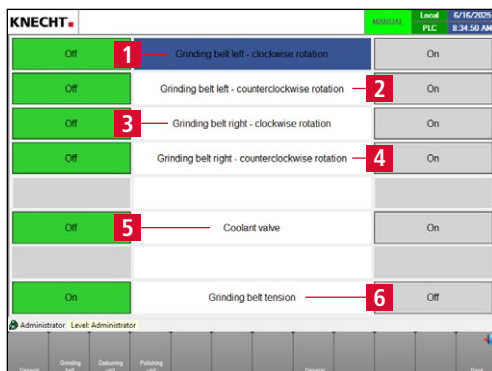 KNECHT
MANUAL
Local
6/16/2025
PLC
8:34:50 AM
Off
1
Grinding belt left - clockwise rotation
On
Off
Grinding belt left - counterclockwise rotation
2
On
Off
3
Grinding belt right - clockwise rotation
On
Off
Grinding belt right - counterclockwise rotation
4
On
Off
5
Coolant valve
On
On
Grinding belt tension
6
Off
Administrator Level: Administrator
Grinding
Deburring
Polishing
General
belt
unit
unit
General
Back